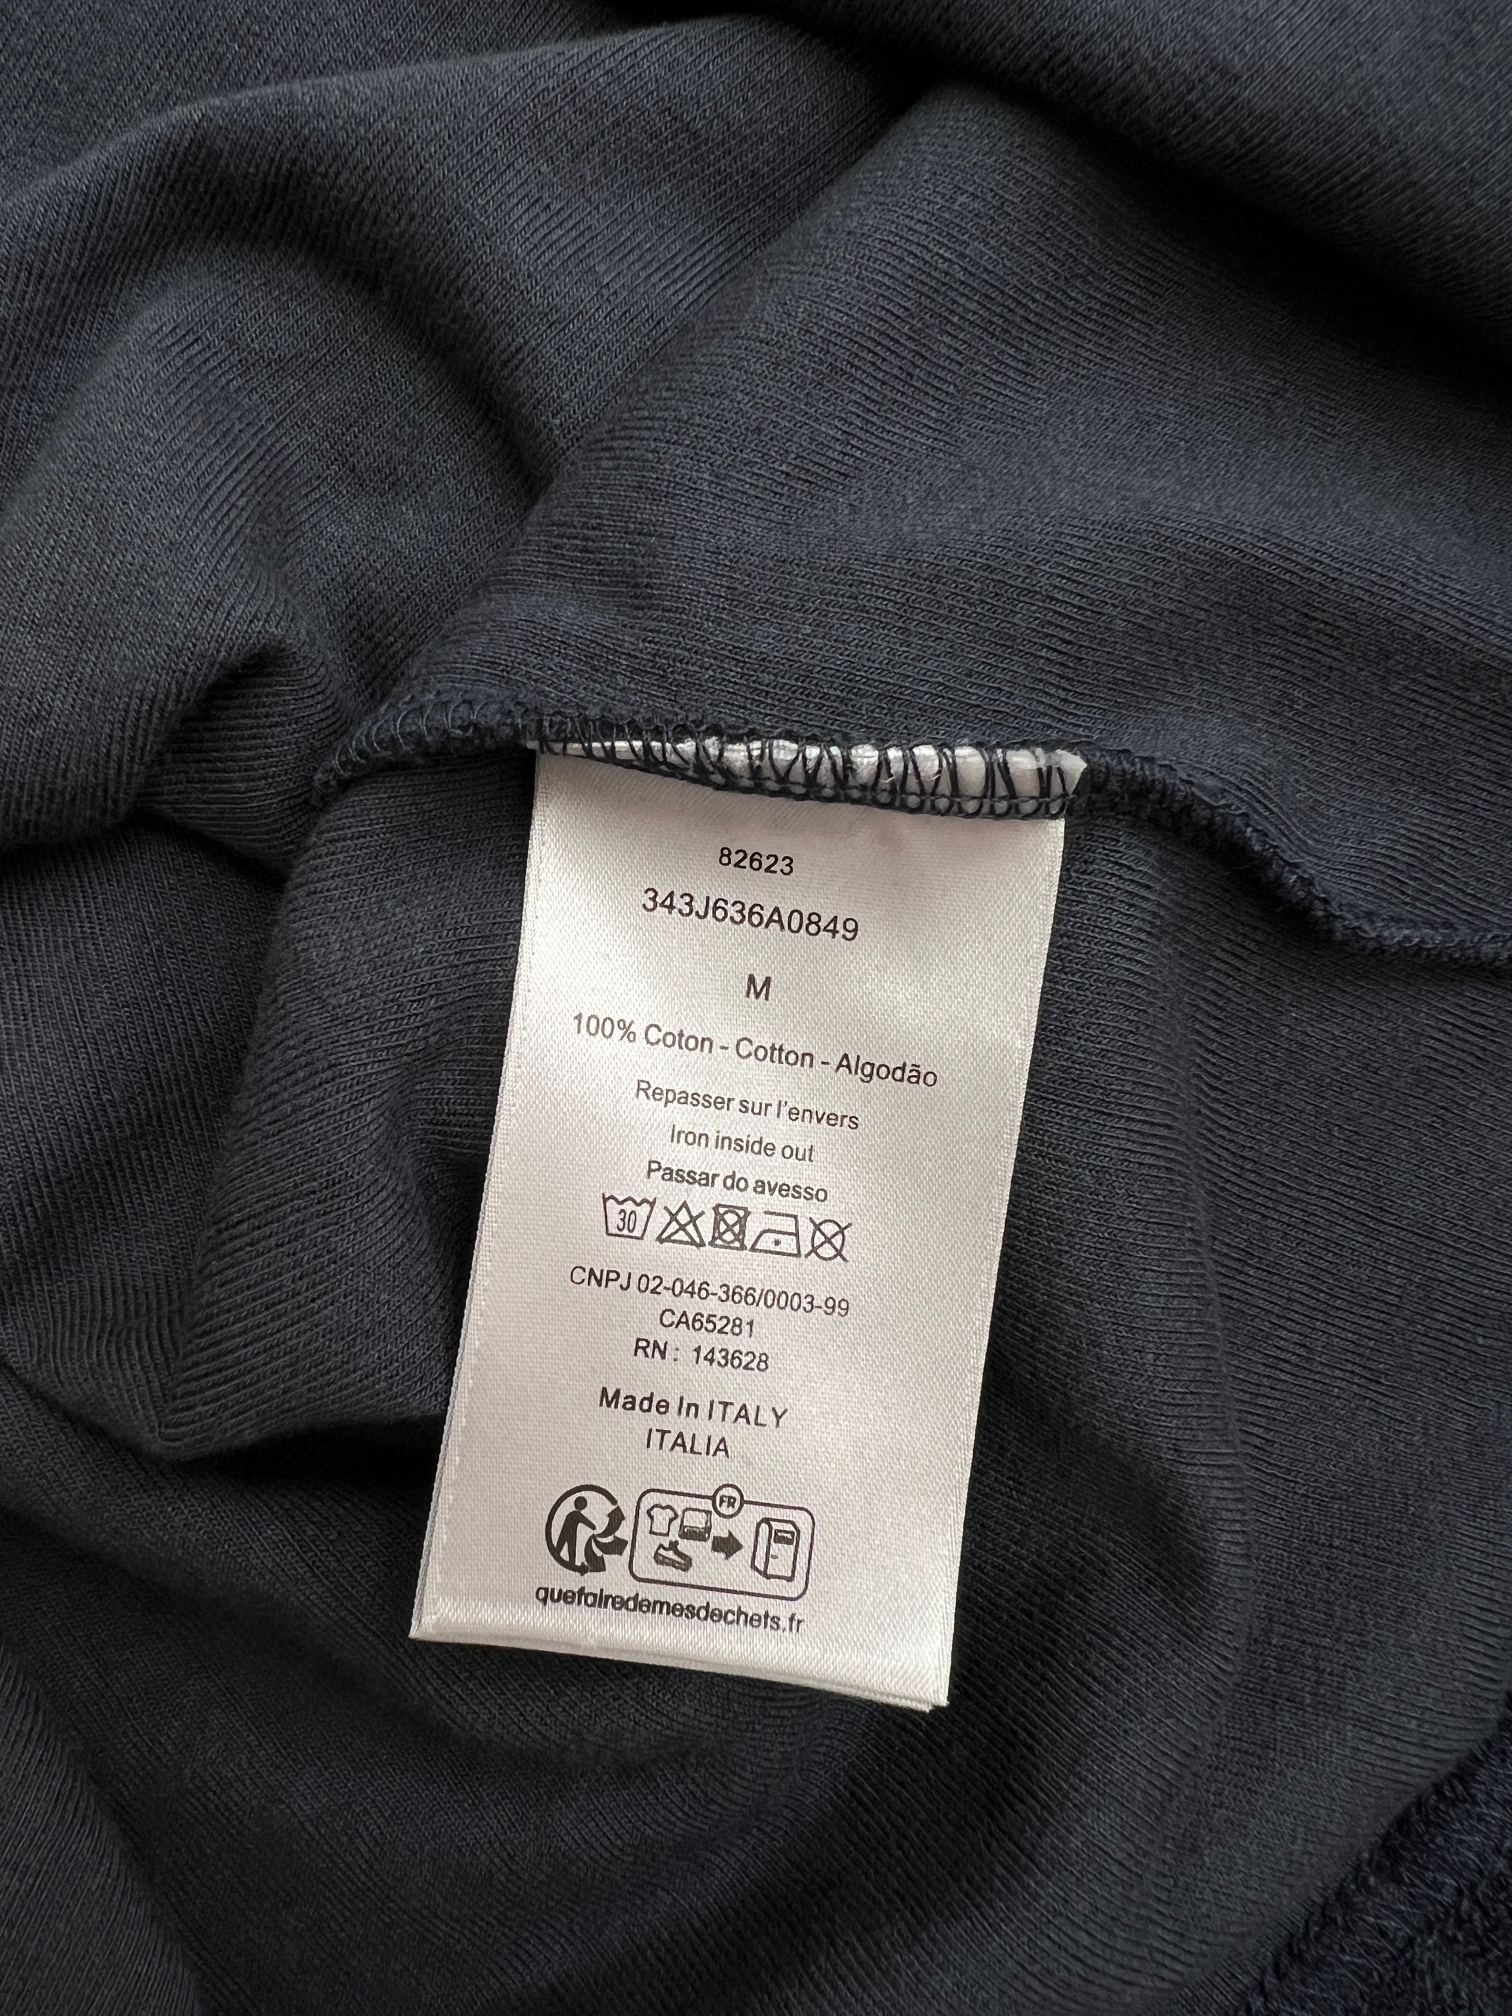 82623
343J636A0849
M
100% Coton - Cotton - Algodão
Repasser sur l'envers
Iron inside out
Passar do avesso
30
CNPJ 02-046-366/0003-99
CA65281
RN : 143628
Made In ITALY
ITALIA
FR
quefairedemesdechets.fr